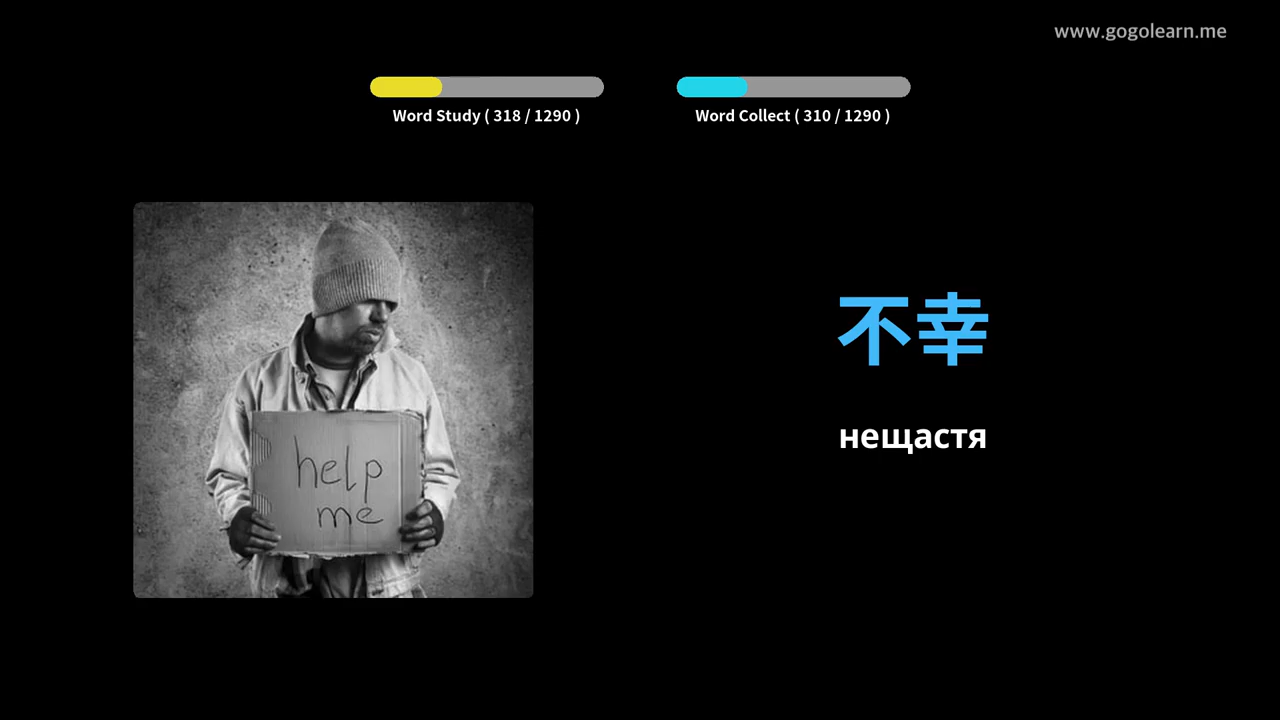 www.gogolearn.me
Word Study ( 318 / 1290 )
Word Collect ( 310 / 1290 )
help
me
不幸
нещастя